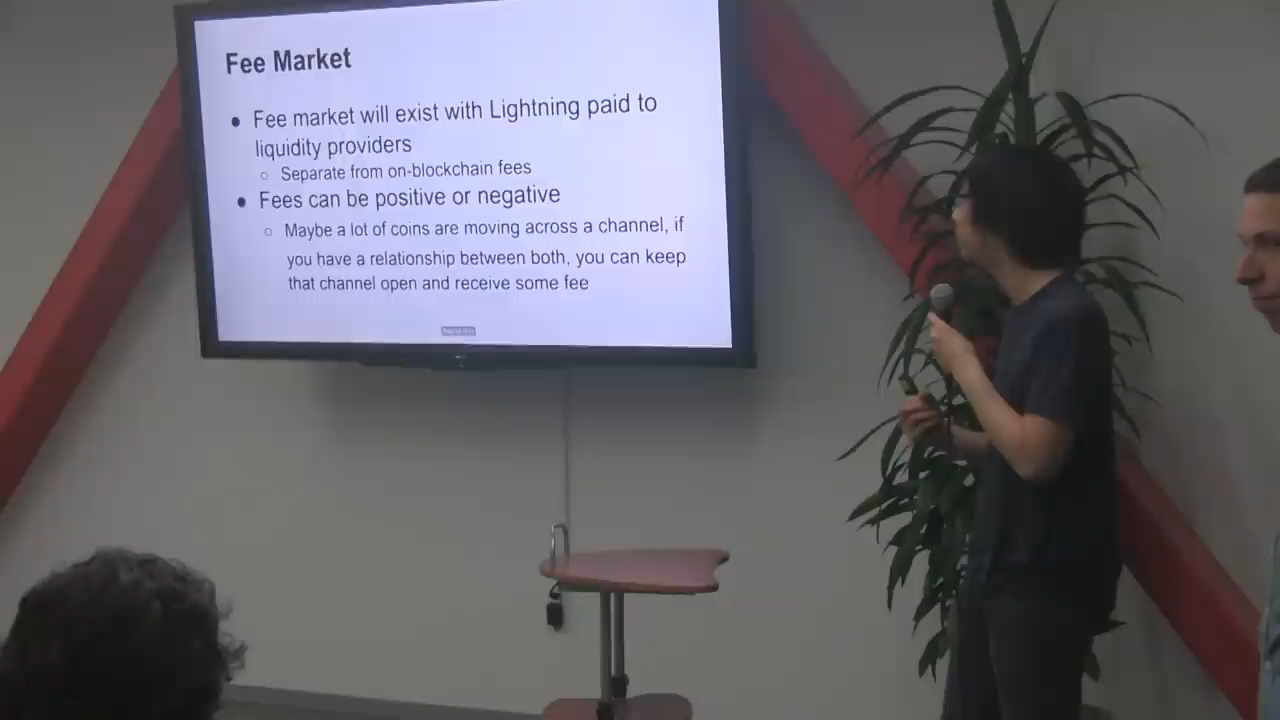 Fee Market
● Fee market will exist with Lightning paid to
liquidity providers
○ Separate from on-blockchain fees
● Fees can be positive or negative
○ Maybe a lot of coins are moving across a channel, if
you have a relationship between both, you can keep
that channel open and receive some fee